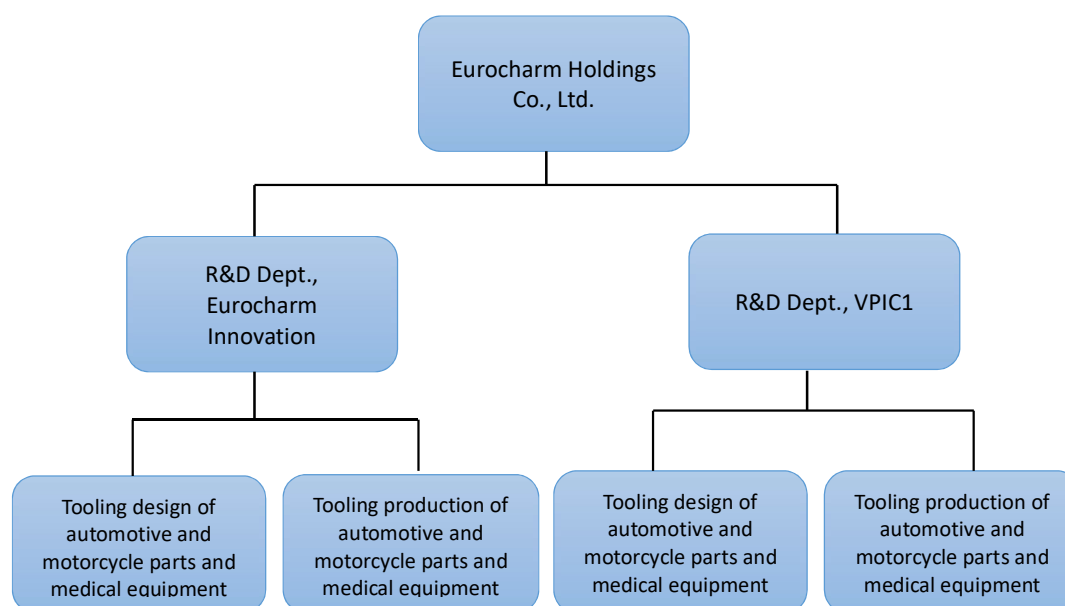 Eurocharm Holdings
Co., Ltd.
R&D Dept.,
Eurocharm
Innovation
R&D Dept., VPIC1
Tooling design of
automotive and
motorcycle parts and
medical equipment
Tooling production of
automotive and
motorcycle parts and
medical equipment
Tooling design of
automotive and
motorcycle parts and
medical equipment
Tooling production of
automotive and
motorcycle parts and
medical equipment